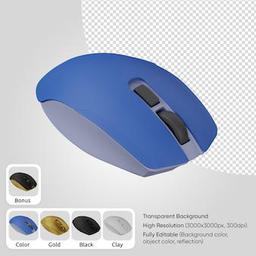 Bonus
Color
Gold
Black
Clay
Transparent Background
High Resolution (3000x3000px, 300dpi)
Fully Editable (Background color,
object color, reflection)